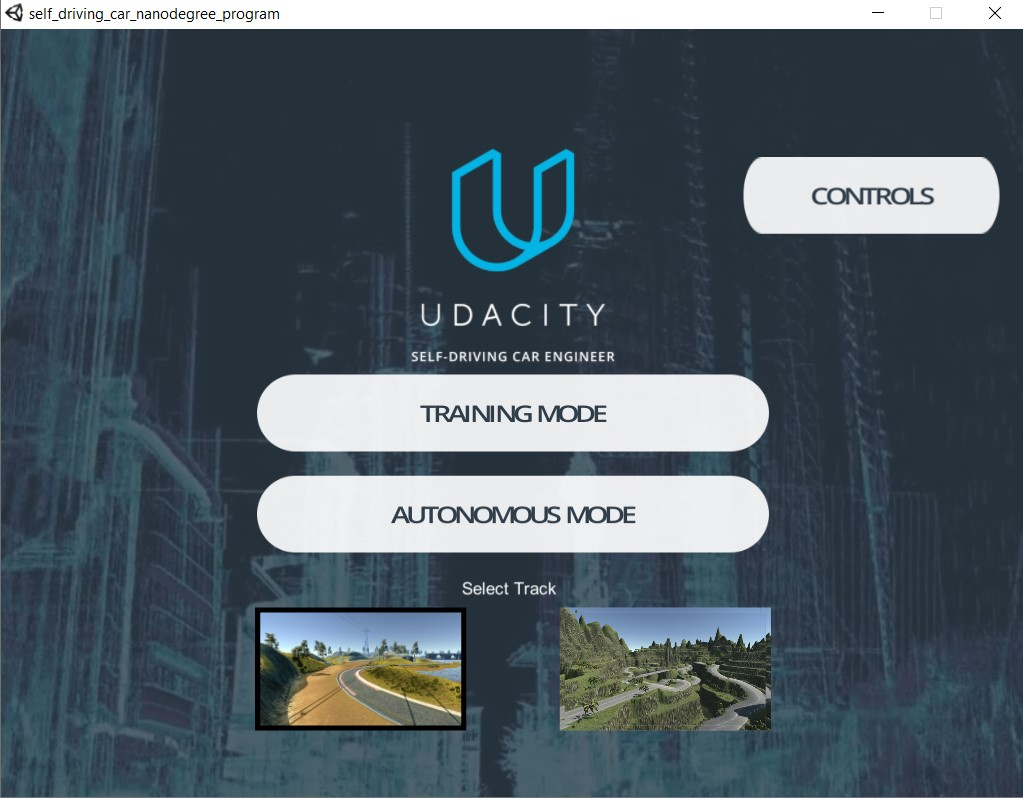 self_driving_car_nanodegree_program
CONTROLS
UDACITY
SELF-DRIVING CAR ENGINEER
TRAINING MODE
AUTONOMOUS MODE
Select Track